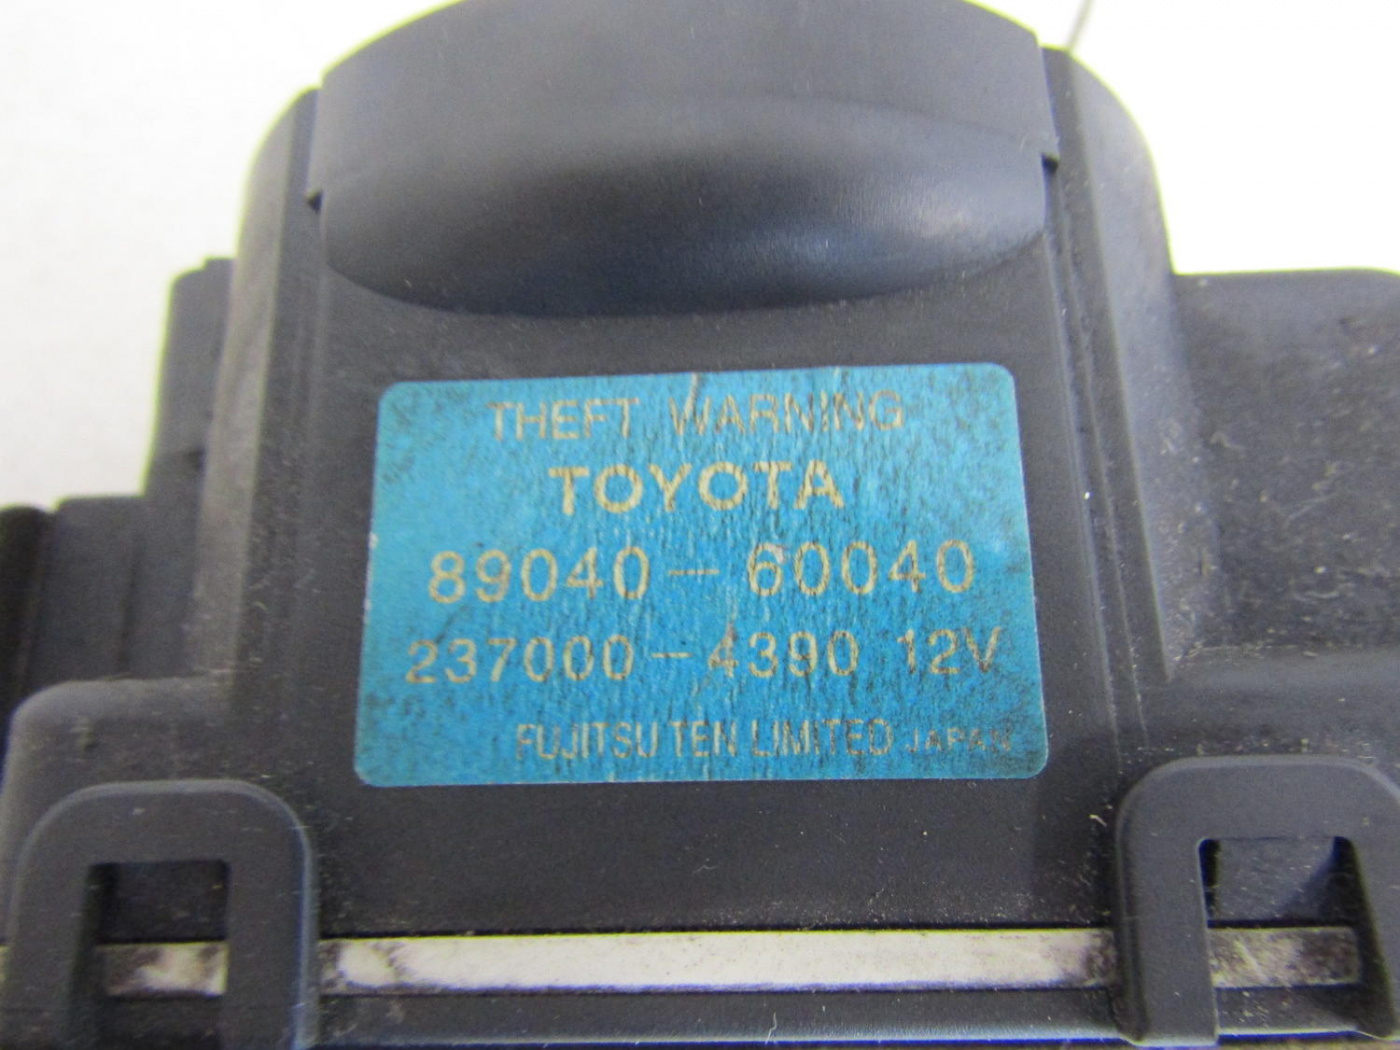 THEFT WARNING
TOYOTA
89040-60040
237000-4390 12V
FUJITSU TEN LIMITED JAPAN